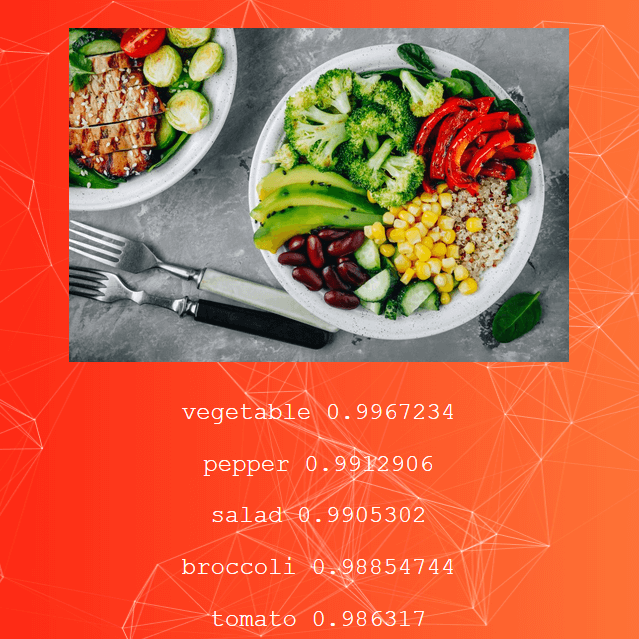 vegetable 0.9967234
pepper 0.9912906
salad 0.9905302
broccoli 0.98854744
tomato 0.986317